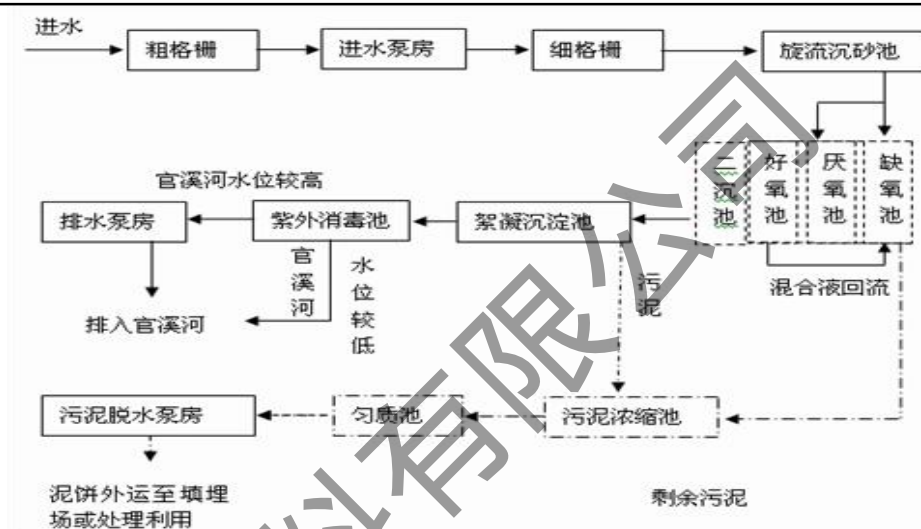 进水
粗格栅
进水泵房
细格栅
旋流沉砂池
二沉池
好氧池
厌氧池
缺氧池
官溪河水位较高
排水泵房
紫外消毒池
絮凝沉淀池
混合液回流
官溪河
水位较低
污泥
排入官溪河
污泥脱水泵房
匀质池
污泥浓缩池
泥饼外运至填埋
场或处理利用
剩余污泥
料有限公司